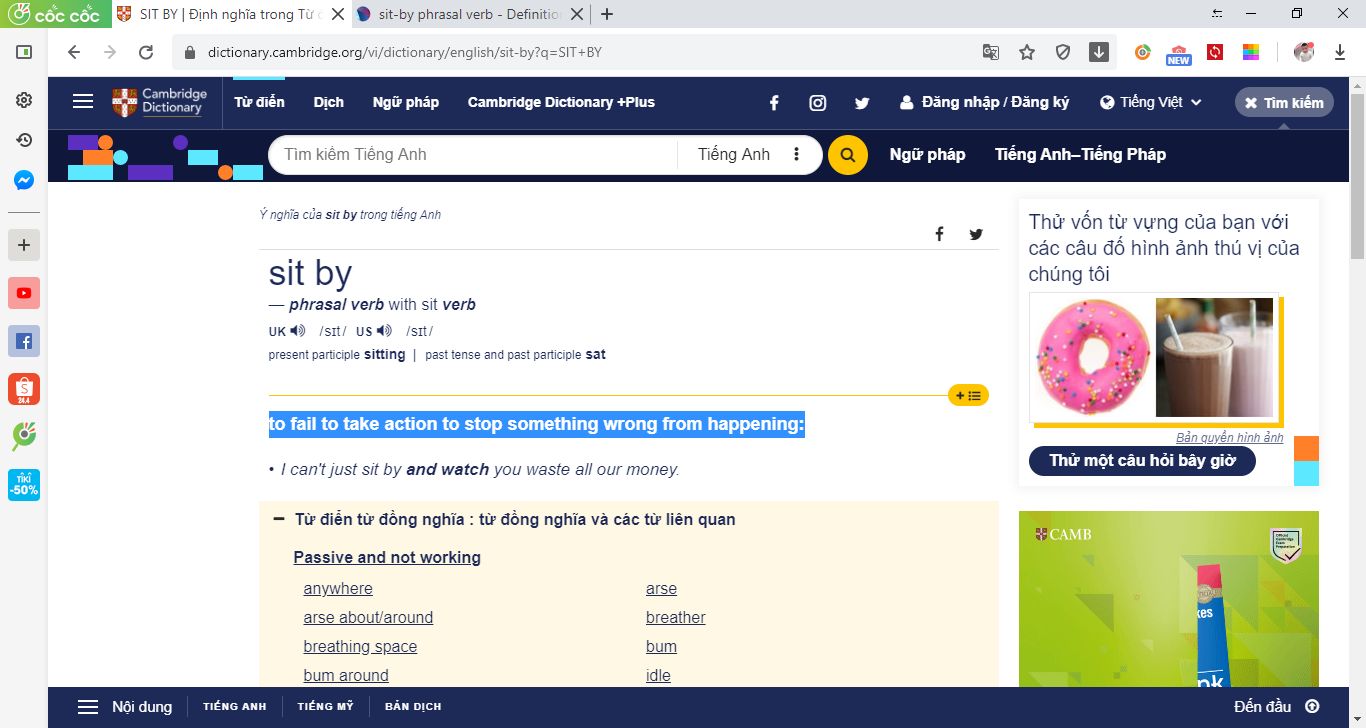 cốc cốc
SIT BY | Định nghĩa trong Từ
sit-by phrasal verb - Definitio
dictionary.cambridge.org/vi/dictionary/english/sit-by?q=SIT+BY
NEW
Cambridge Dictionary
Từ điển
Dịch
Ngữ pháp
Cambridge Dictionary +Plus
Đăng nhập / Đăng ký
Tiếng Việt
Tìm kiếm
Tìm kiếm Tiếng Anh
Tiếng Anh
Ngữ pháp
Tiếng Anh–Tiếng Pháp
Ý nghĩa của sit by trong tiếng Anh
sit by
— phrasal verb with sit verb
UK /sɪt/ US /sɪt/
present participle sitting | past tense and past participle sat
to fail to take action to stop something wrong from happening:
• I can't just sit by and watch you waste all our money.
Từ điển từ đồng nghĩa : từ đồng nghĩa và các từ liên quan
Passive and not working
anywhere
arse
arse about/around
breather
breathing space
bum
bum around
idle
Thử vốn từ vựng của bạn với
các câu đố hình ảnh thú vị của
chúng tôi
Bản quyền hình ảnh
Thử một câu hỏi bây giờ
CAMB
kes
pk
S
24.4
TIKI
-50%
Nội dung
TIẾNG ANH
TIẾNG MỸ
BẢN DỊCH
Đến đầu